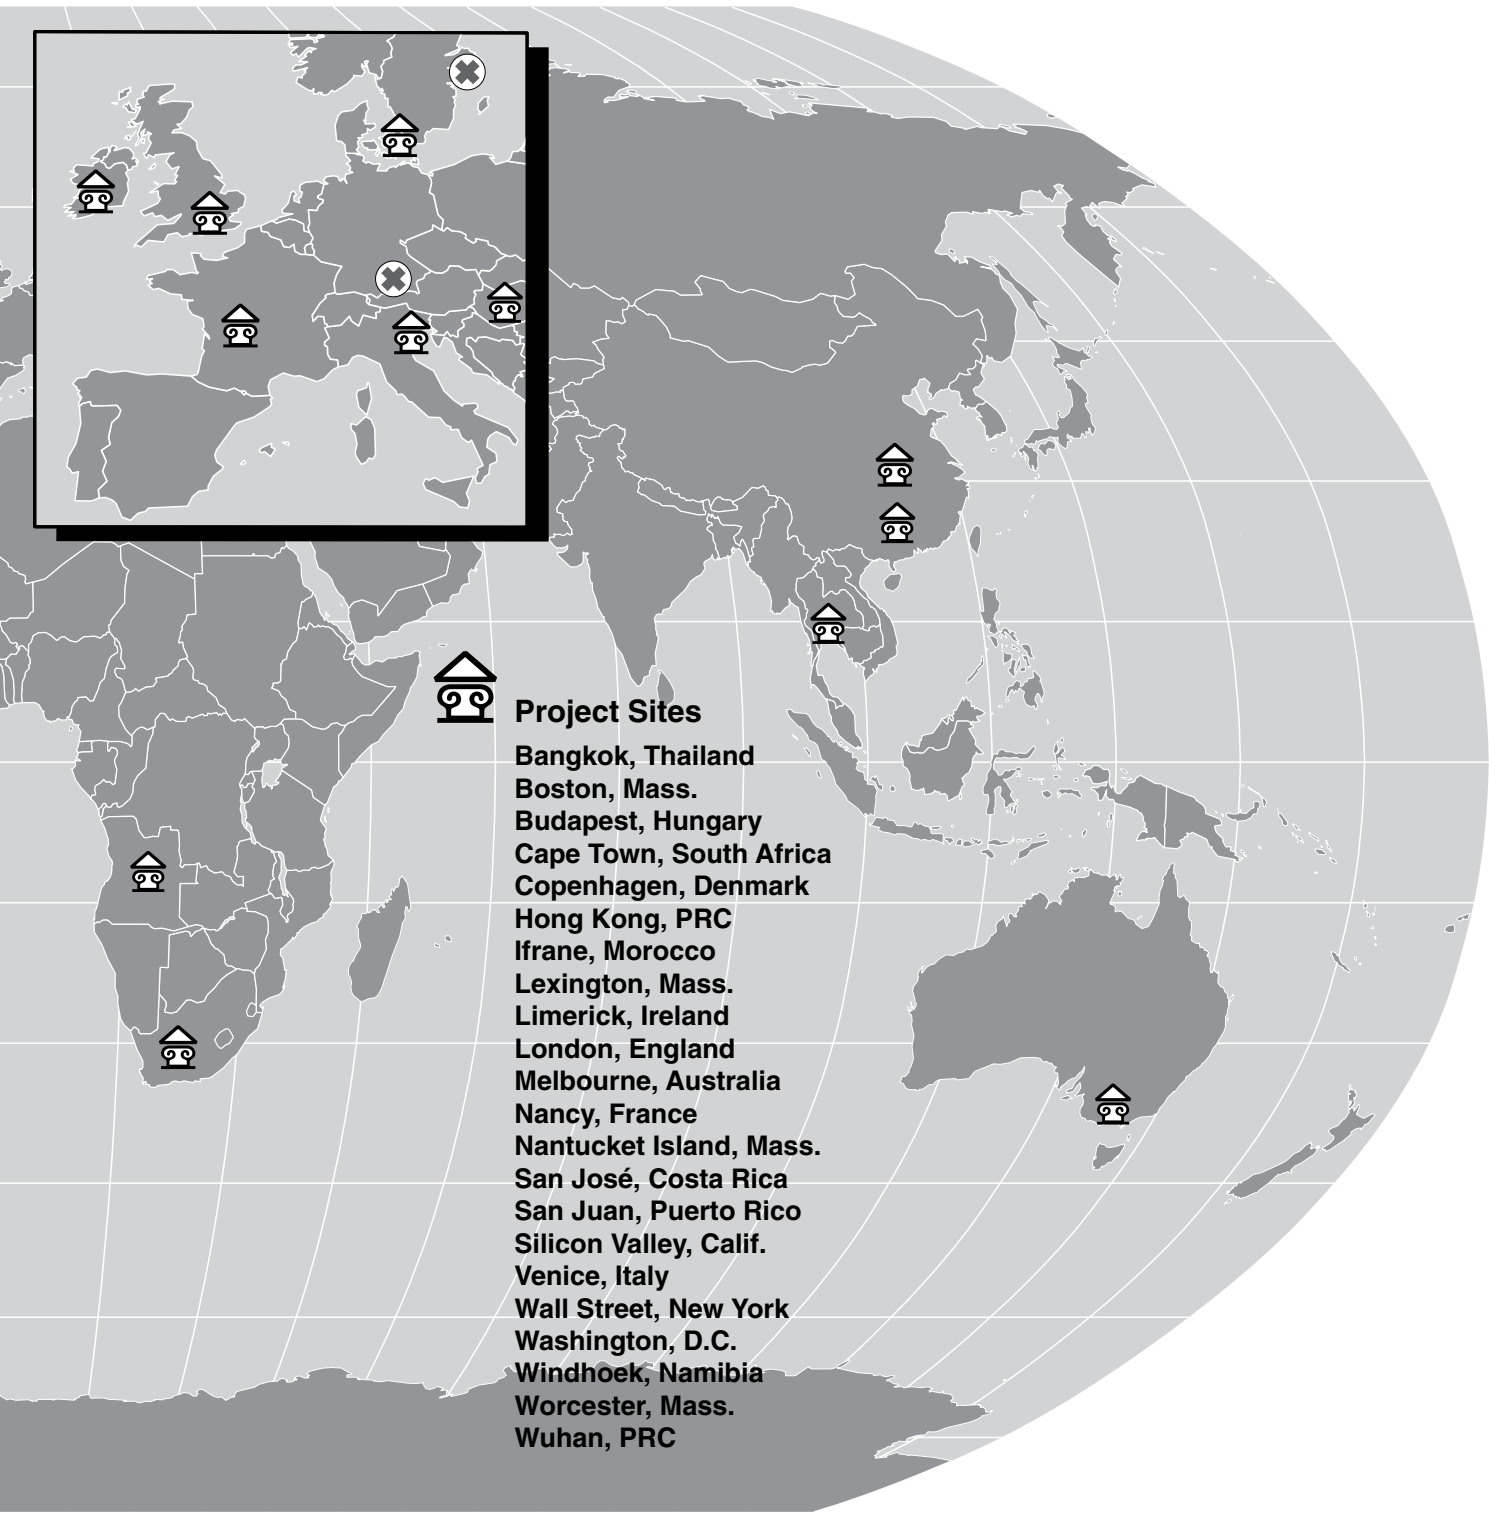 Project Sites
Bangkok, Thailand
Boston, Mass.
Budapest, Hungary
Cape Town, South Africa
Copenhagen, Denmark
Hong Kong, PRC
Ifrane, Morocco
Lexington, Mass.
Limerick, Ireland
London, England
Melbourne, Australia
Nancy, France
Nantucket Island, Mass.
San José, Costa Rica
San Juan, Puerto Rico
Silicon Valley, Calif.
Venice, Italy
Wall Street, New York
Washington, D.C.
Windhoek, Namibia
Worcester, Mass.
Wuhan, PRC